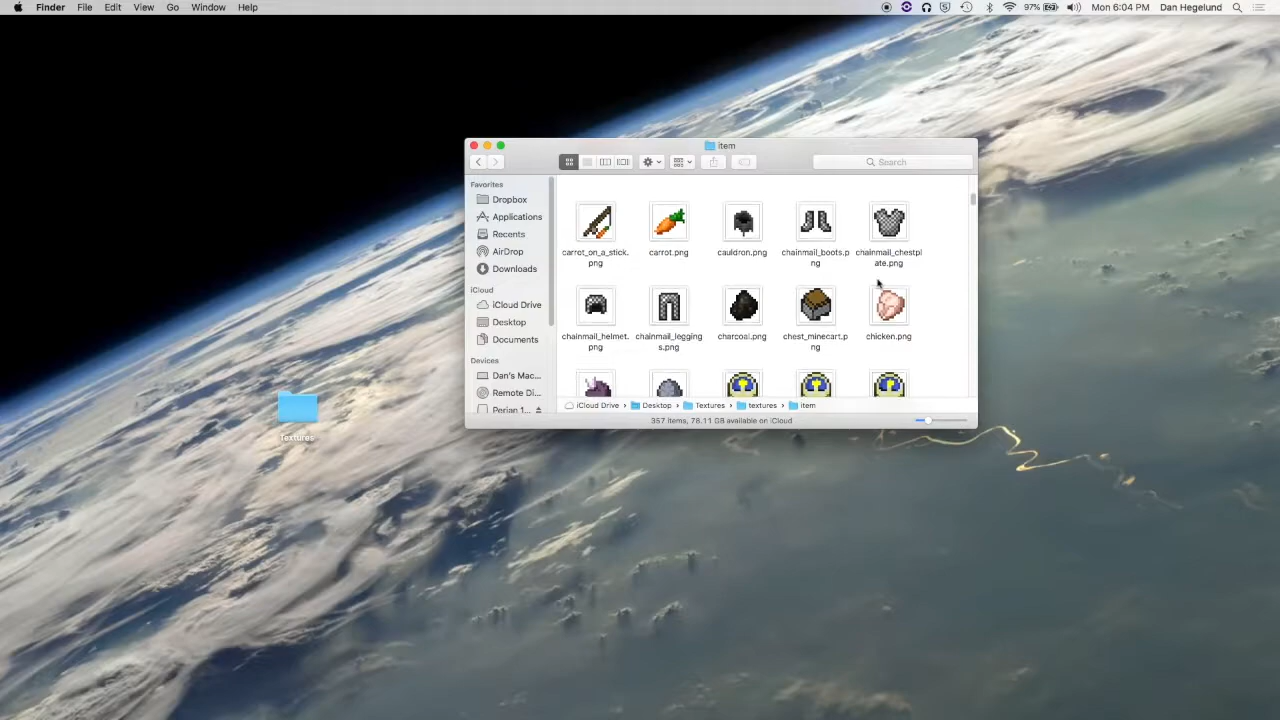 Finder File Edit View Go Window Help 97% Mon 6:04 PM Dan Hegelund
item
Search
Favorites
Dropbox
Applications
Recents
AirDrop
Downloads
iCloud
iCloud Drive
Desktop
Documents
Devices
Dan's Mac...
Remote Di...
Perian 1....
carrot_on_a_stick.
png
carrot.png
cauldron.png
chainmail_boots.p
ng
chainmail_chestpl
ate.png
chainmail_helmet.
png
chainmail_legging
s.png
charcoal.png
chest_minecart.p
ng
chicken.png
iCloud Drive › Desktop › Textures › textures › item
357 items, 78.11 GB available on iCloud
Textures